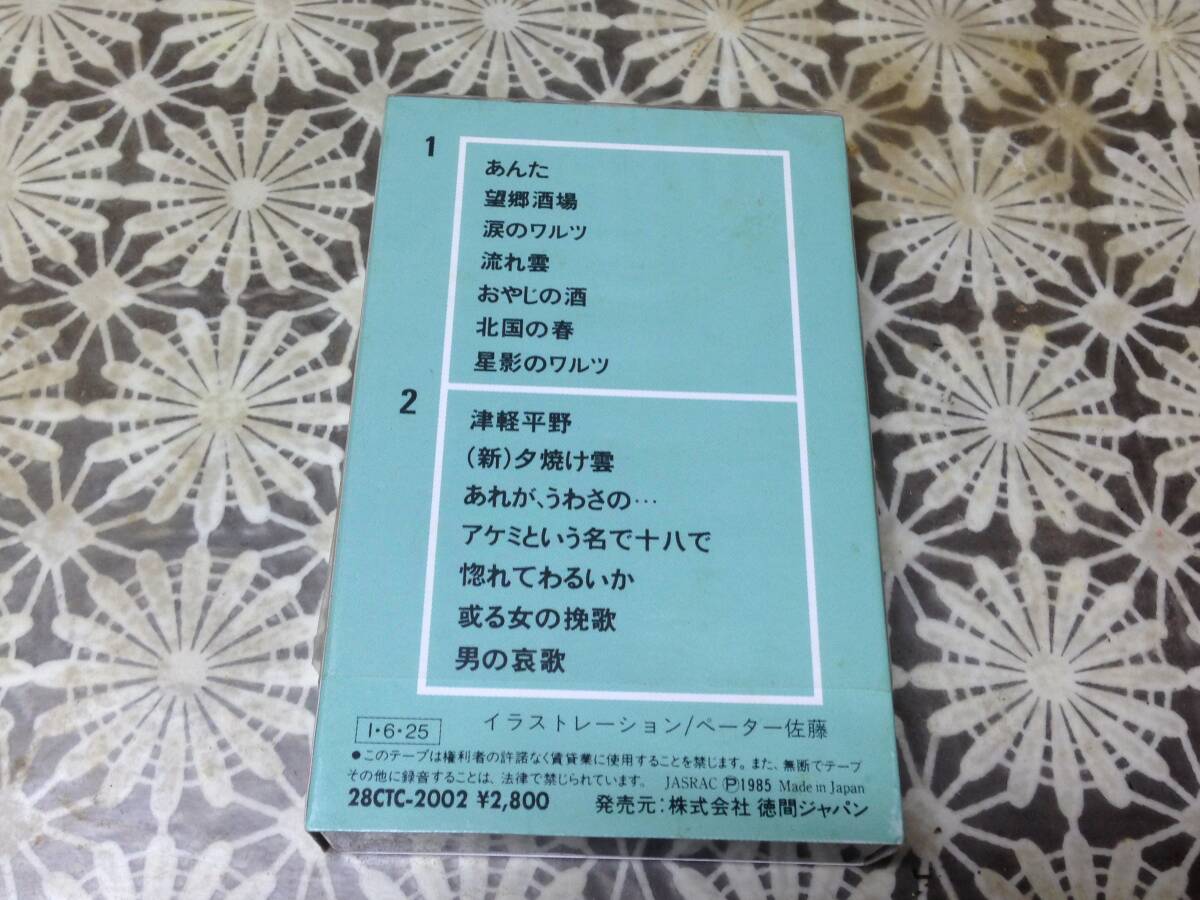 1
あんた
望郷酒場
涙のワルツ
流れ雲
おやじの酒
北国の春
星影のワルツ
2
津軽平野
(新)夕焼け雲
あれが、うわさの…
アケミという名で十八で
惚れてわるいか
或る女の挽歌
男の哀歌
I・6・25
イラストレーション/ペーター佐藤
●このテープは権利者の許諾なく賃貸業に使用することを禁じます。また、無断でテープ
その他に録音することは、法律で禁じられています。 JASRAC Ⓟ1985 Made in Japan
28CTC-2002 ¥2,800 発売元:株式会社 徳間ジャパン